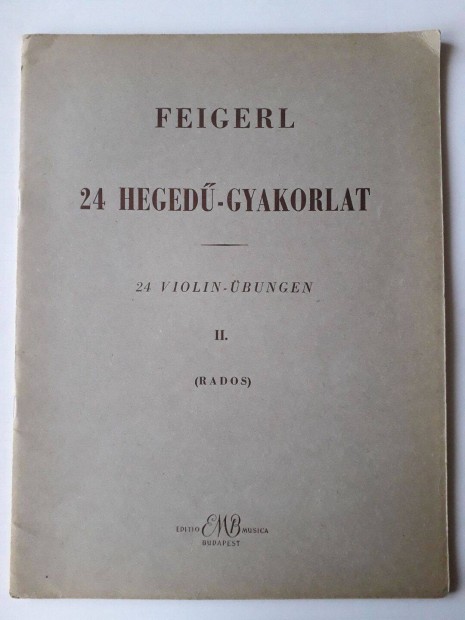 FEIGERL
24 HEGEDŰ-GYAKORLAT
24 VIOLIN-ÜBUNGEN
II.
(RADOS)
EDITIO EMB MUSICA
BUDAPEST